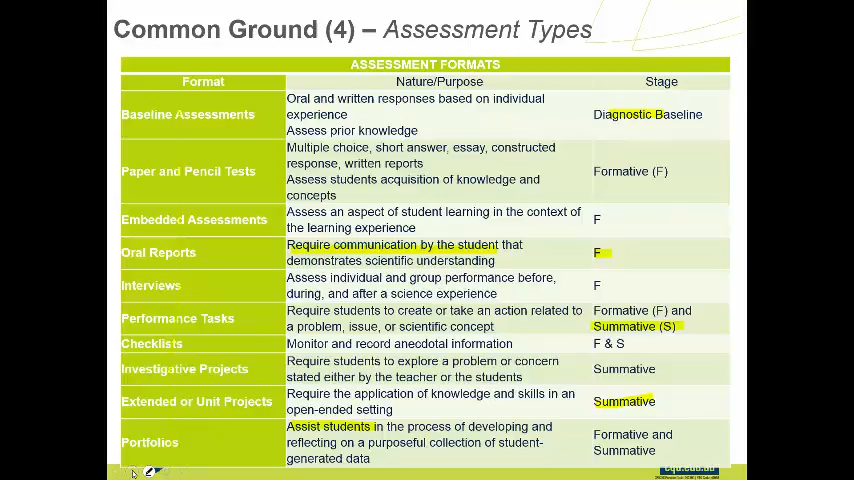 Common Ground (4) – Assessment Types
ASSESSMENT FORMATS
Format Nature/Purpose Stage
Baseline Assessments
Oral and written responses based on individual
experience
Assess prior knowledge
Diagnostic Baseline
Paper and Pencil Tests
Multiple choice, short answer, essay, constructed
response, written reports
Assess students acquisition of knowledge and
concepts
Formative (F)
Embedded Assessments
Assess an aspect of student learning in the context of
the learning experience
F
Oral Reports
Require communication by the student that
demonstrates scientific understanding
F
Interviews
Assess individual and group performance before,
during, and after a science experience
F
Performance Tasks
Require students to create or take an action related to
a problem, issue, or scientific concept
Formative (F) and
Summative (S)
Checklists
Monitor and record anecdotal information
F & S
Investigative Projects
Require students to explore a problem or concern
stated either by the teacher or the students
Summative
Extended or Unit Projects
Require the application of knowledge and skills in an
open-ended setting
Summative
Portfolios
Assist students in the process of developing and
reflecting on a purposeful collection of student-
generated data
Formative and
Summative